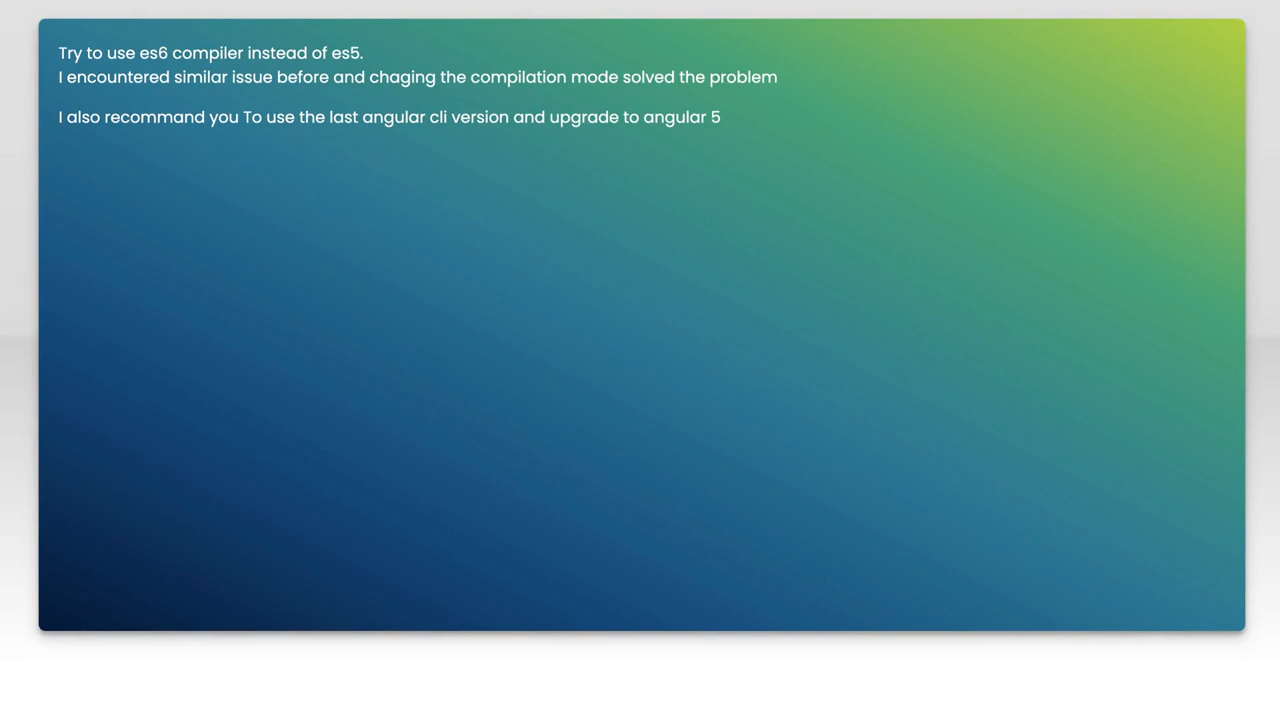 Try to use es6 compiler instead of es5.
I encountered similar issue before and chaging the compilation mode solved the problem
I also recommand you To use the last angular cli version and upgrade to angular 5